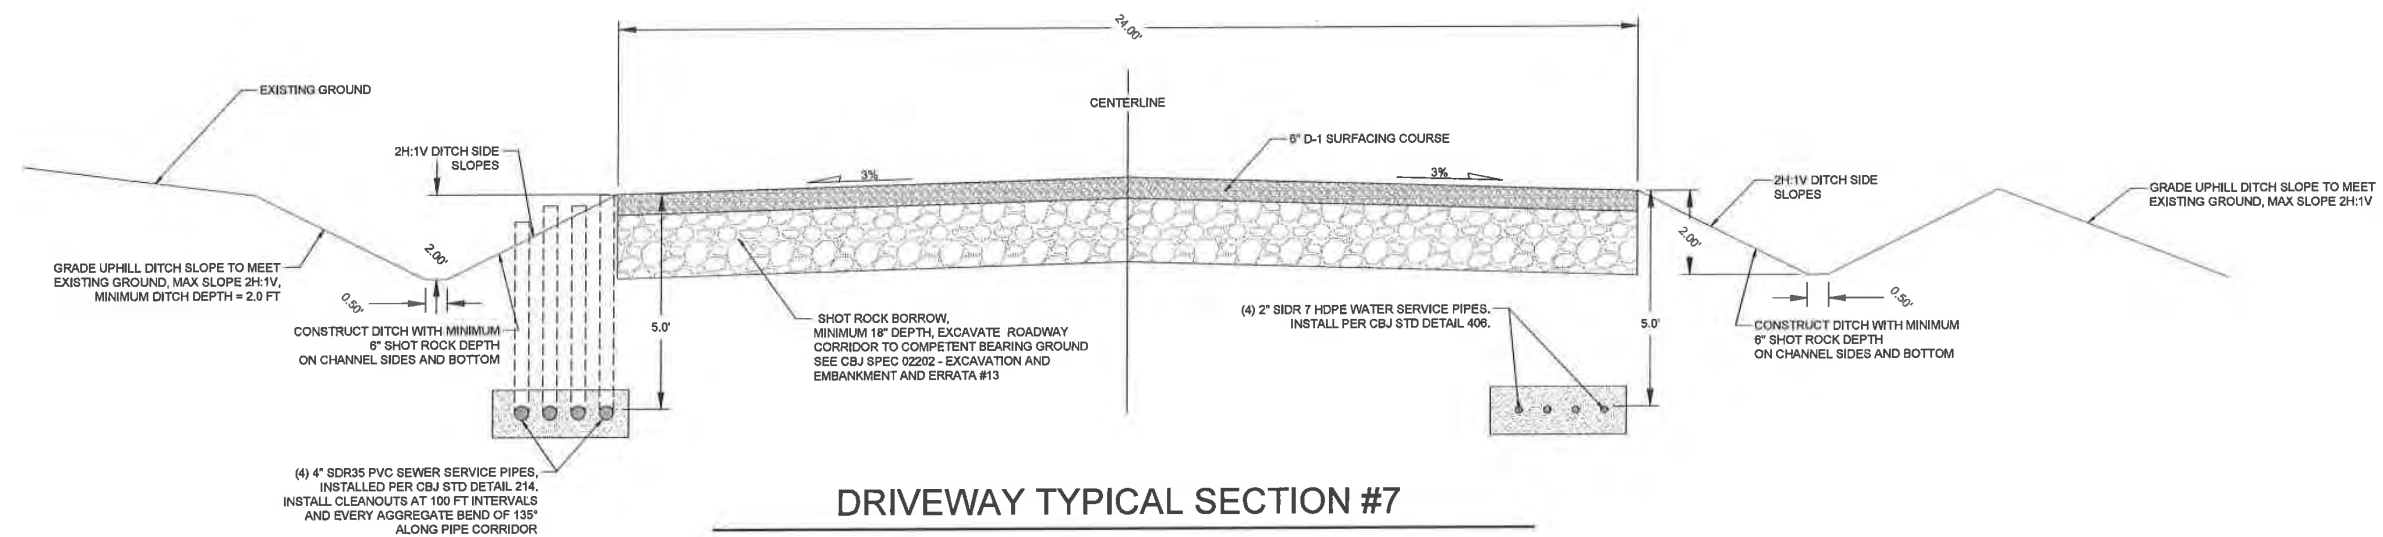 24.00'
EXISTING GROUND
CENTERLINE
6" D-1 SURFACING COURSE
2H:1V DITCH SIDE
SLOPES
3%
3%
2H:1V DITCH SIDE
SLOPES
GRADE UPHILL DITCH SLOPE TO MEET
EXISTING GROUND, MAX SLOPE 2H:1V
2.00'
2.00'
GRADE UPHILL DITCH SLOPE TO MEET
EXISTING GROUND, MAX SLOPE 2H:1V,
MINIMUM DITCH DEPTH = 2.0 FT
0.50'
0.50'
CONSTRUCT DITCH WITH MINIMUM
6" SHOT ROCK DEPTH
ON CHANNEL SIDES AND BOTTOM
5.0'
SHOT ROCK BORROW,
MINIMUM 18" DEPTH, EXCAVATE ROADWAY
CORRIDOR TO COMPETENT BEARING GROUND
SEE CBJ SPEC 02202 - EXCAVATION AND
EMBANKMENT AND ERRATA #13
(4) 2" SIDR 7 HDPE WATER SERVICE PIPES.
INSTALL PER CBJ STD DETAIL 406.
5.0'
CONSTRUCT DITCH WITH MINIMUM
6" SHOT ROCK DEPTH
ON CHANNEL SIDES AND BOTTOM
(4) 4" SDR35 PVC SEWER SERVICE PIPES,
INSTALLED PER CBJ STD DETAIL 214.
INSTALL CLEANOUTS AT 100 FT INTERVALS
AND EVERY AGGREGATE BEND OF 135°
ALONG PIPE CORRIDOR
DRIVEWAY TYPICAL SECTION #7